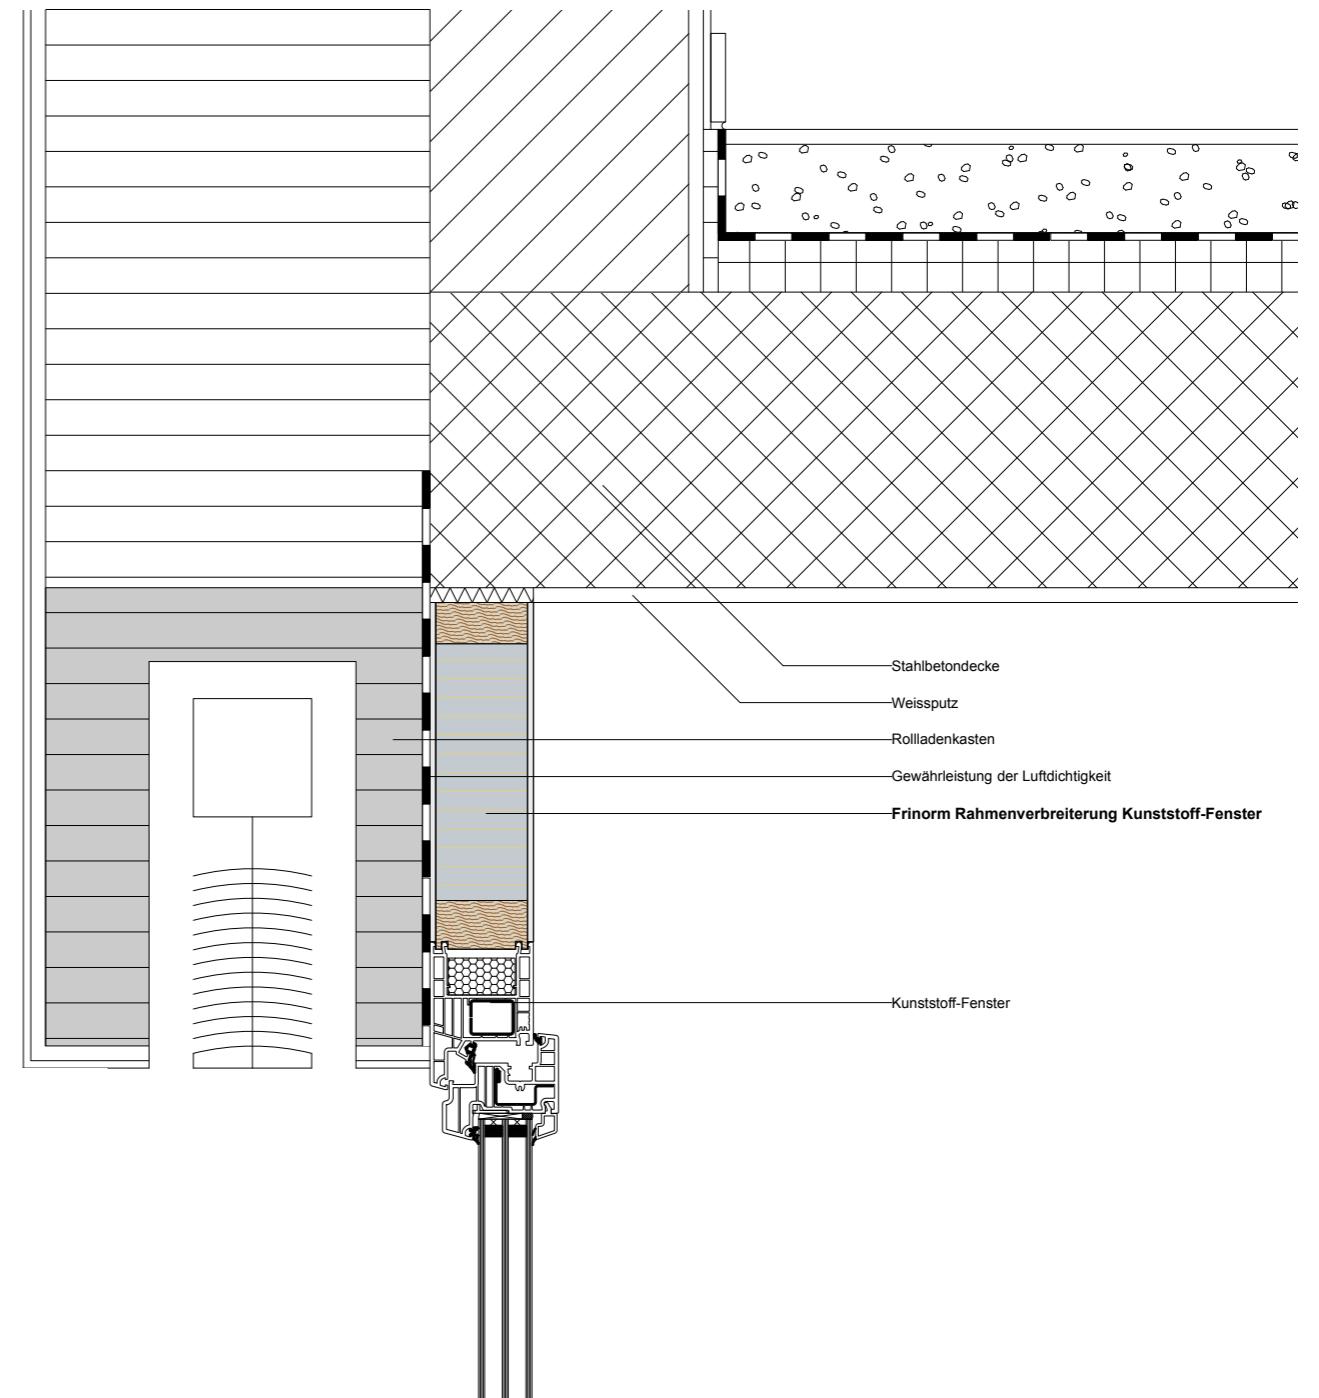 Stahlbetondecke
Weissputz
Rollladenkasten
Gewährleistung der Luftdichtigkeit
Frinorm Rahmenverbreiterung Kunststoff-Fenster
Kunststoff-Fenster